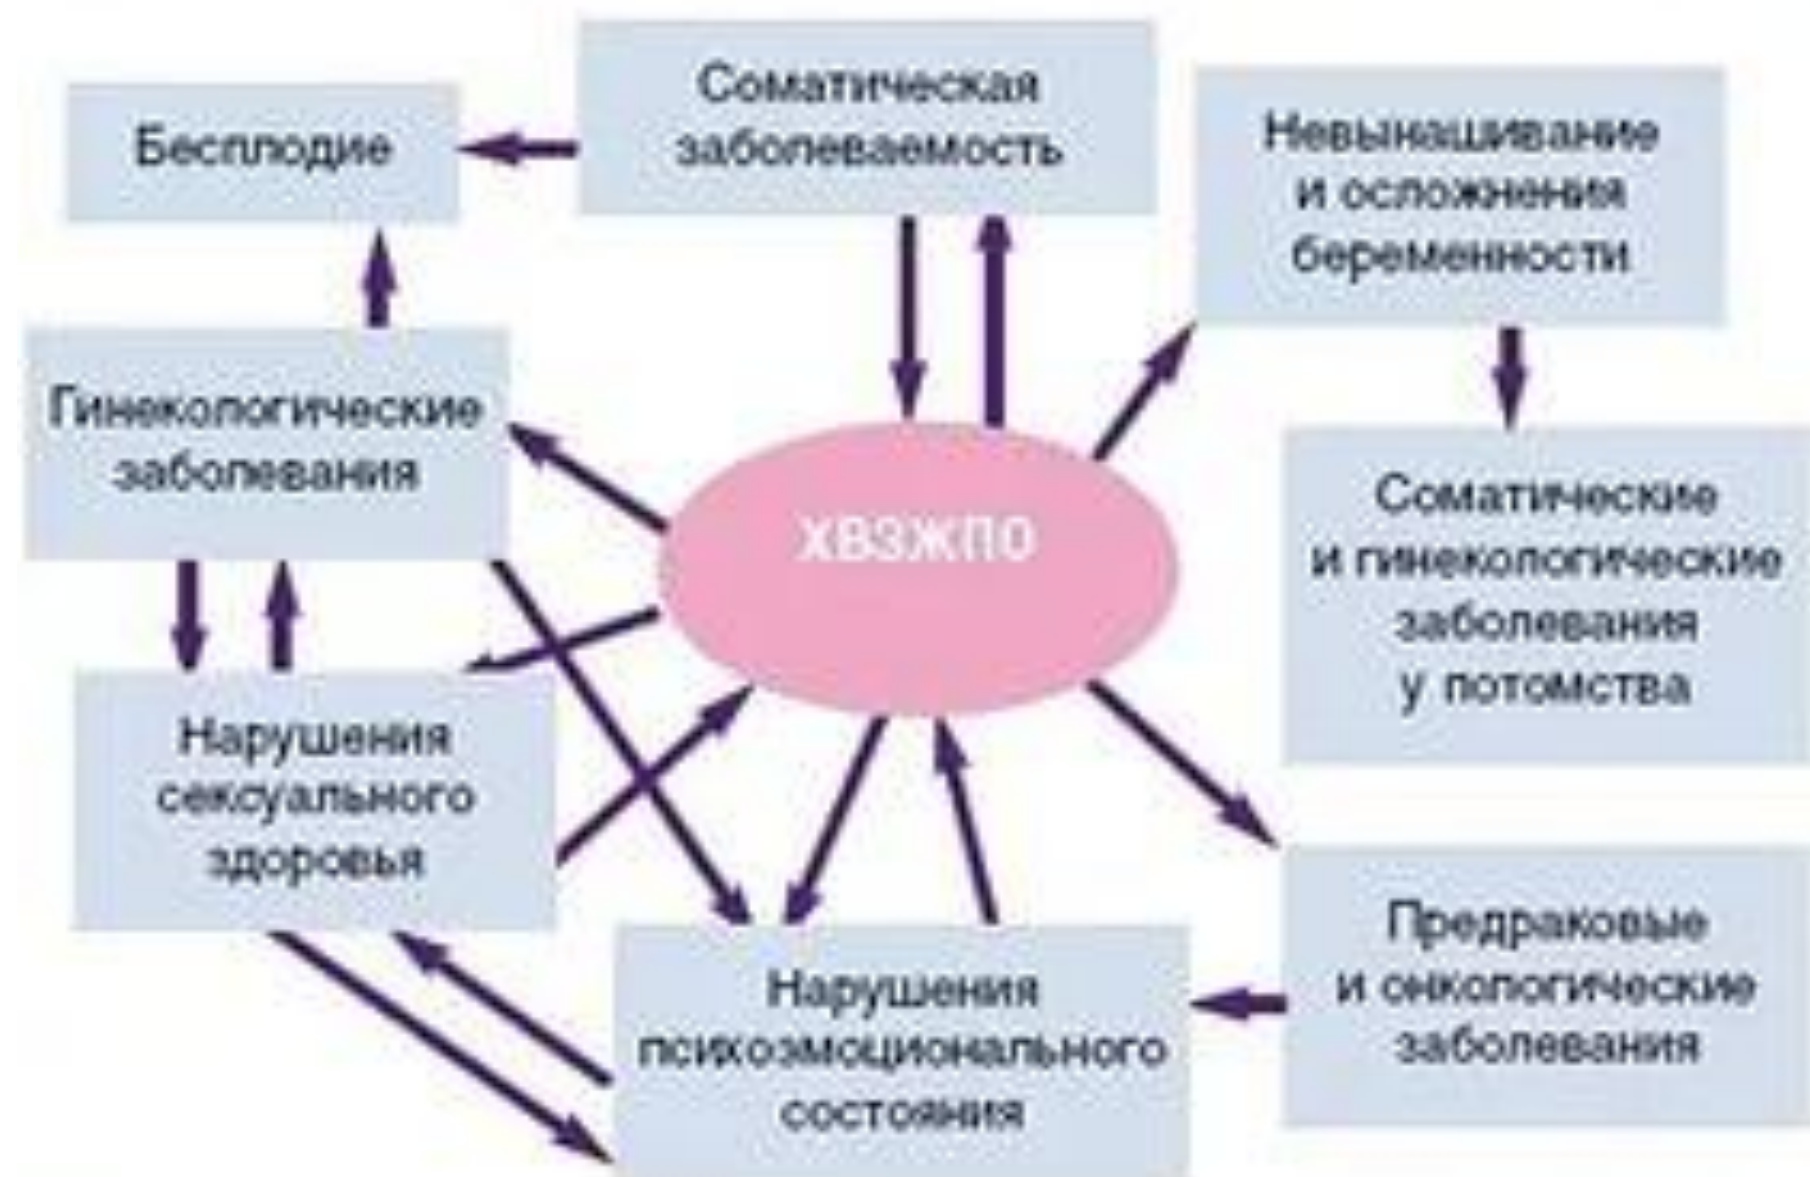 Соматическая
заболеваемость
Бесплодие
Невынашивание
и осложнения
беременности
Гинекологические
заболевания
ХВЗЖПО
Соматические
и гинекологические
заболевания
у потомства
Нарушения
сексуального
здоровья
Нарушения
психоэмоционального
состояния
Предраковые
и онкологические
заболевания